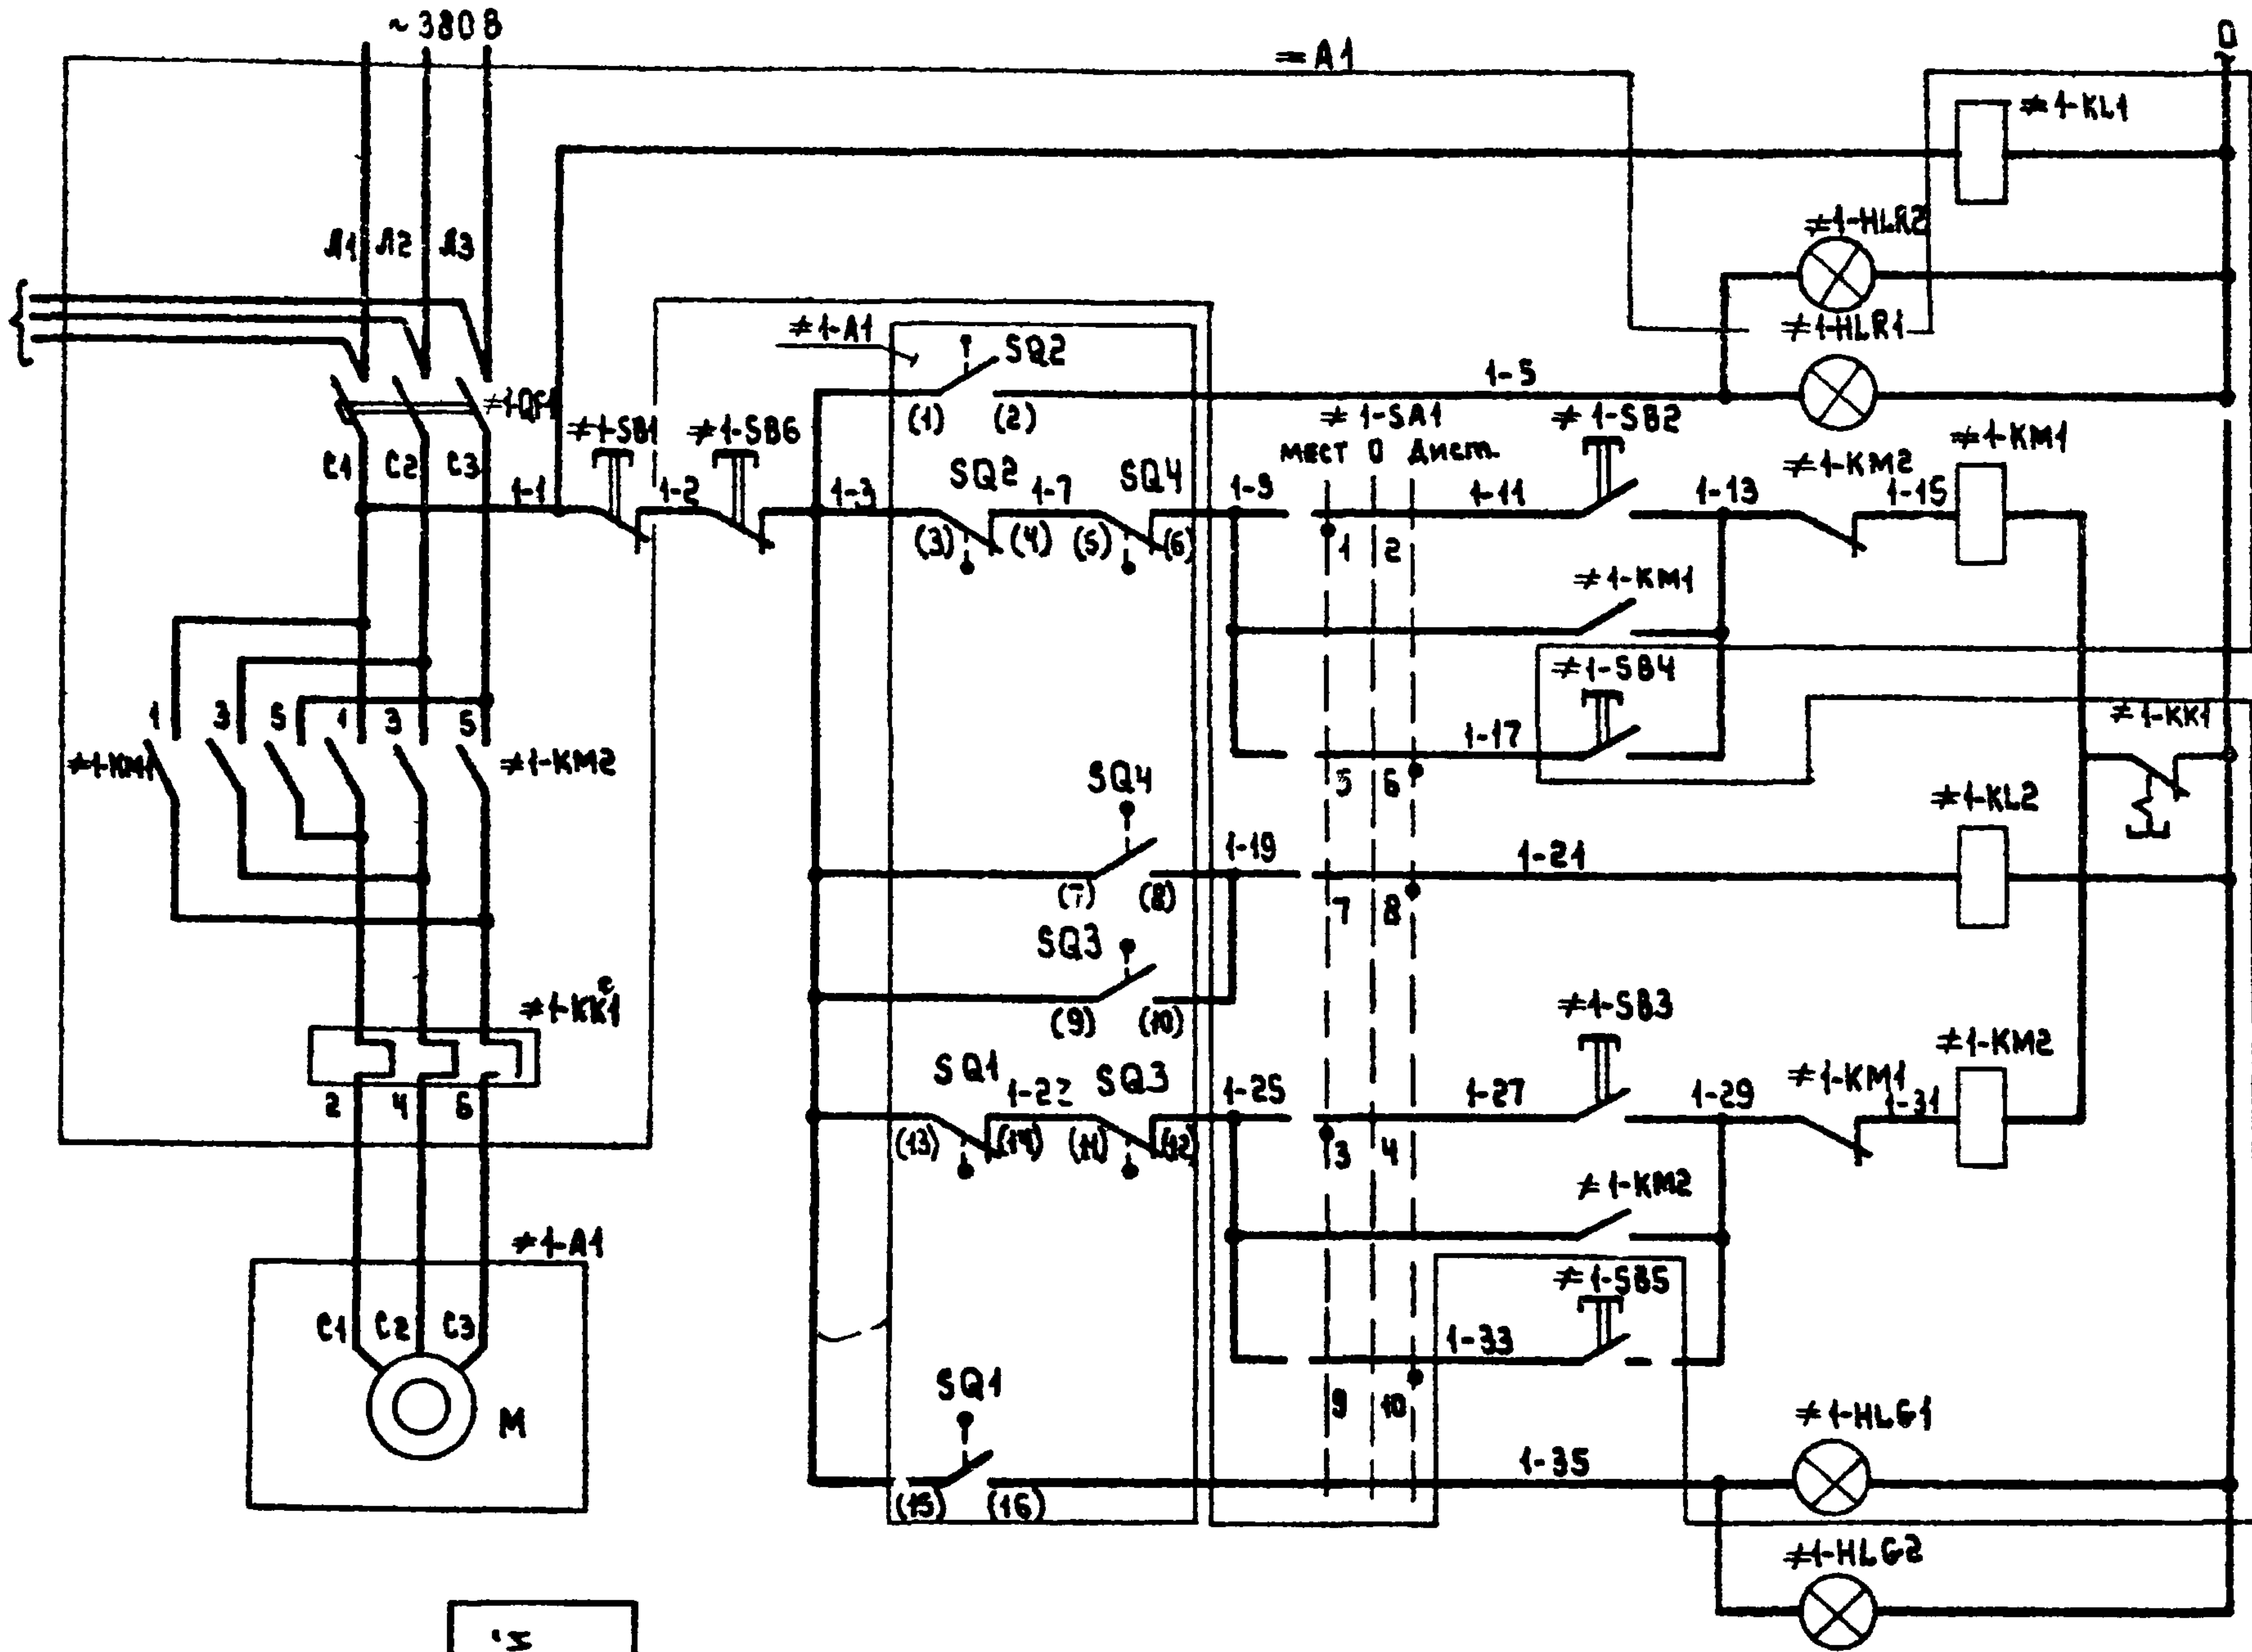 ~380 В
=А1
0
≠1-KL1
≠1-HLR2
Л1 Л2 Л3
≠1-A1
≠1-HLR1
SQ2
1-5
≠1-QF1
(1) (2)
≠1-SA1
≠1-SB2
≠1-SB1
≠1-SB6
мест 0 Дист.
≠1-KM1
C1 C2 C3
≠1-KM2
SQ2
SQ4
1-1
1-2
1-3
1-7
1-9
1-11
1-13
1-15
(3) (4) (5) (6)
1 2
≠1-KM1
≠1-SB4
1 3 5 1 3 5
1-17
≠1-KK1
≠1-KM1
≠1-KM2
SQ4
5 6
≠1-KL2
1-19
1-21
(7) (8)
7 8
SQ3
≠1-KK1
(9) (10)
≠1-SB3
≠1-KM2
SQ1
SQ3
≠1-KM1
2 4 6
1-25
1-27
1-29
1-31
(13) (14) (11) (12)
3 4
≠1-KM2
≠1-A1
≠1-SB5
C1 C2 C3
1-33
SQ1
9 10
М
≠1-HLG1
1-35
(15) (16)
≠1-HLG2